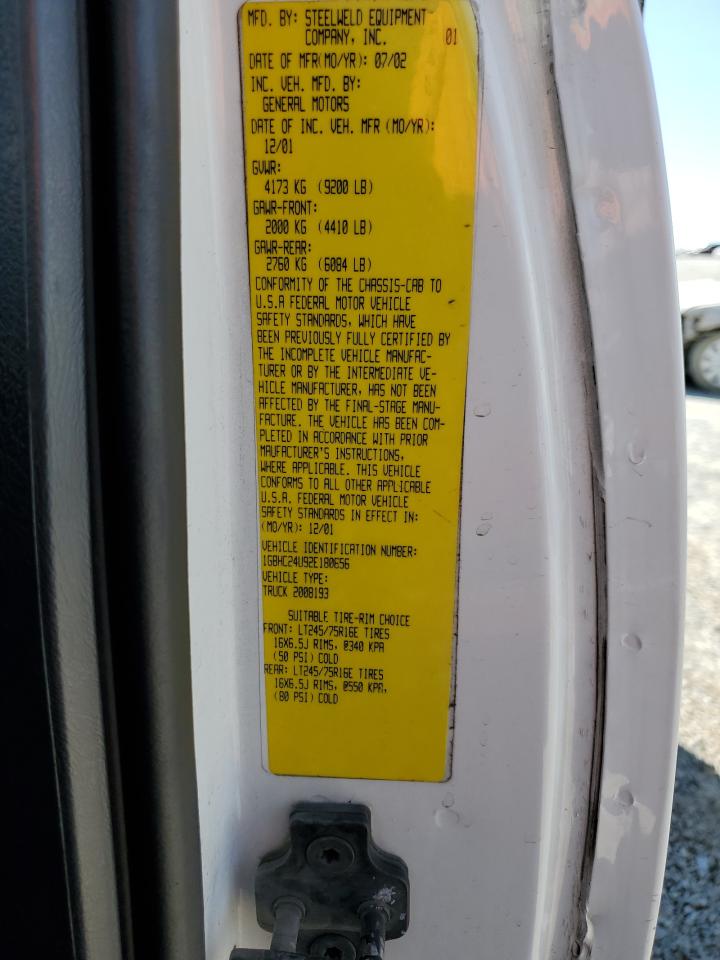 MFD. BY: STEELWELD EQUIPMENT
COMPANY, INC. 01
DATE OF MFR(MO/YR): 07/02
INC. VEH. MFD. BY:
GENERAL MOTORS
DATE OF INC. VEH. MFR (MO/YR):
12/01
GVWR:
4173 KG (9200 LB)
GAWR-FRONT:
2000 KG (4410 LB)
GAWR-REAR:
2760 KG (6084 LB)
CONFORMITY OF THE CHASSIS-CAB TO
U.S.A FEDERAL MOTOR VEHICLE
SAFETY STANDARDS, WHICH HAVE
BEEN PREVIOUSLY FULLY CERTIFIED BY
THE INCOMPLETE VEHICLE MANUFAC-
TURER OR BY THE INTERMEDIATE VE-
HICLE MANUFACTURER, HAS NOT BEEN
AFFECTED BY THE FINAL-STAGE MANU-
FACTURE. THE VEHICLE HAS BEEN COM-
PLETED IN ACCORDANCE WITH PRIOR
MAUFACTURER'S INSTRUCTIONS,
WHERE APPLICABLE. THIS VEHICLE
CONFORMS TO ALL OTHER APPLICABLE
U.S.A. FEDERAL MOTOR VEHICLE
SAFETY STANDARDS IN EFFECT IN:
(MO/YR): 12/01
VEHICLE IDENTIFICATION NUMBER:
1GBHC24U92E180656
VEHICLE TYPE:
TRUCK 2008193
SUITABLE TIRE-RIM CHOICE
FRONT: LT245/75R16E TIRES
16X6.5J RIMS, @340 KPA
(50 PSI) COLD
REAR: LT245/75R16E TIRES
16X6.5J RIMS, @550 KPA,
(80 PSI) COLD